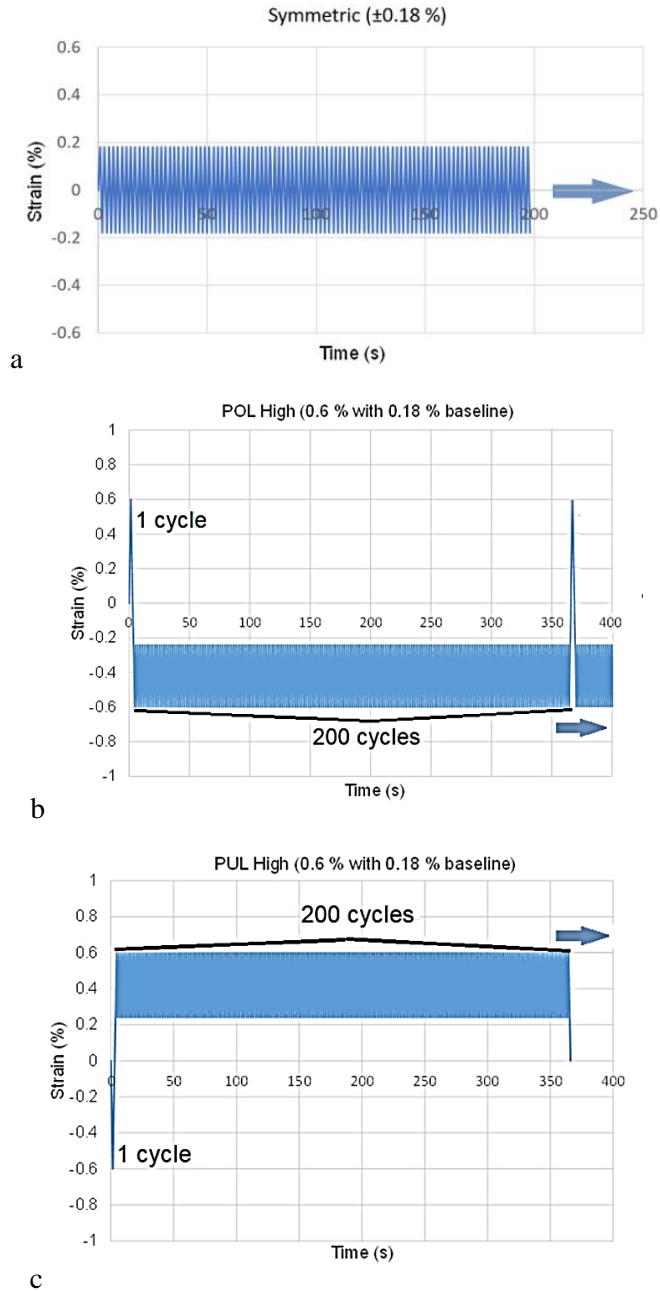 Symmetric (±0.18 %)
0.6
0.4
0.2
0
-0.2
-0.4
-0.6
0 50 100 150 200 250
Strain (%)
Time (s)
a
POL High (0.6 % with 0.18 % baseline)
1
0.8
0.6
0.4
0.2
0
-0.2
-0.4
-0.6
-0.8
-1
1 cycle
0 50 100 150 200 250 300 350 400
Strain (%)
200 cycles
Time (s)
b
PUL High (0.6 % with 0.18 % baseline)
1
0.8
0.6
0.4
0.2
0
-0.2
-0.4
-0.6
-0.8
-1
200 cycles
0 50 100 150 200 250 300 350 400
Strain (%)
1 cycle
Time (s)
c